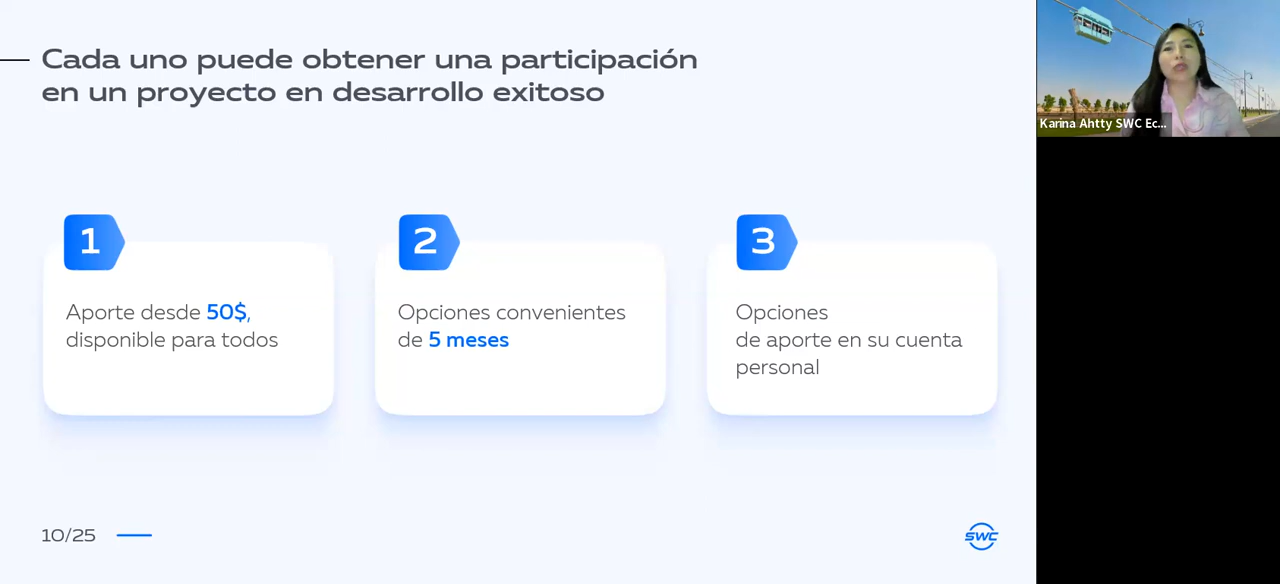 Cada uno puede obtener una participación
en un proyecto en desarrollo exitoso
Karina Ahtty SWC Ec...
1
Aporte desde 50$,
disponible para todos
2
Opciones convenientes
de 5 meses
3
Opciones
de aporte en su cuenta
personal
10/25
SWC